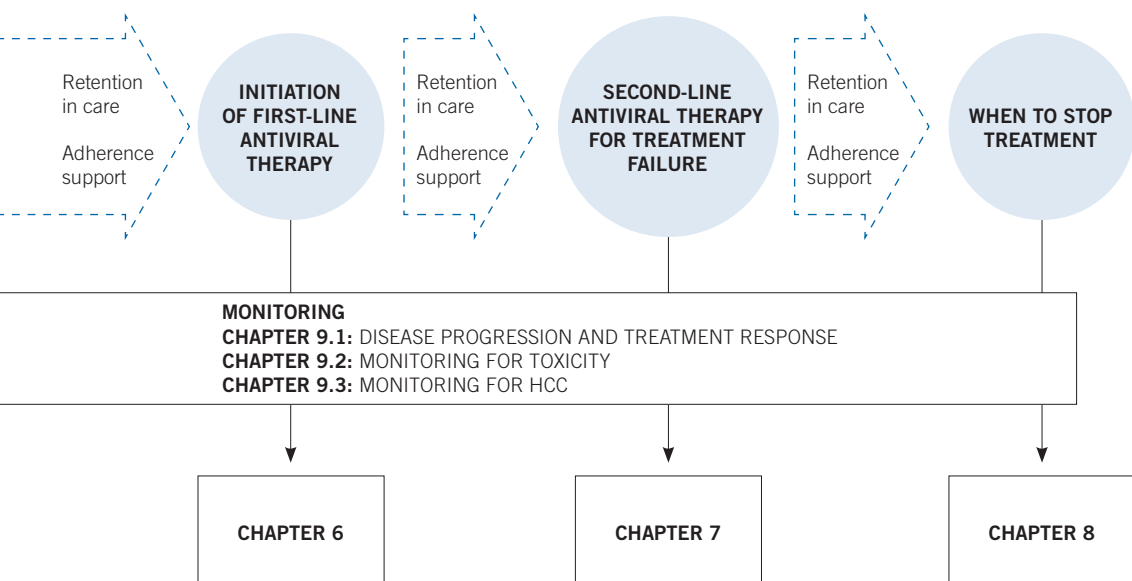 Retention
in care
Adherence
support
INITIATION
OF FIRST-LINE
ANTIVIRAL
THERAPY
Retention
in care
Adherence
support
SECOND-LINE
ANTIVIRAL THERAPY
FOR TREATMENT
FAILURE
Retention
in care
Adherence
support
WHEN TO STOP
TREATMENT
MONITORING
CHAPTER 9.1: DISEASE PROGRESSION AND TREATMENT RESPONSE
CHAPTER 9.2: MONITORING FOR TOXICITY
CHAPTER 9.3: MONITORING FOR HCC
CHAPTER 6
CHAPTER 7
CHAPTER 8